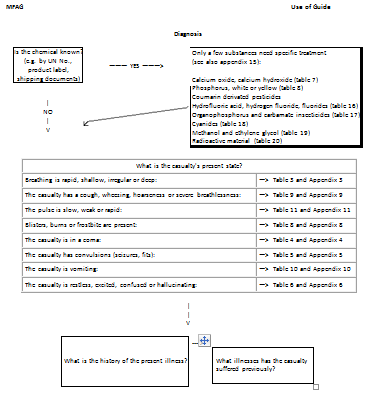 MFAG Use of Guide
Diagnosis
Is the chemical known?
(e.g. by UN No.,
product label,
shipping documents)
YES
Only a few substances need specific treatment
(see also appendix 15):
Calcium oxide, calcium hydroxide (table 7)
Phosphorus, white or yellow (table 8)
Coumarin derivated pesticides
Hydrofluoric acid, hydrogen fluoride, fluorides (table 16)
Organophosphorus and carbamate insecticides (table 17)
Cyanides (table 18)
Methanol and ethylene glycol (table 19)
Radioactive material (table 20)
NO
V
What is the casualty's present state?
Breathing is rapid, shallow, irregular or deep: —> Table 3 and Appendix 3
The casualty has a cough, wheezing, hoarseness or severe breathlessness: —> Table 9 and Appendix 9
The pulse is slow, weak or rapid: —> Table 11 and Appendix 11
Blisters, burns or frostbite are present: —> Table 8 and Appendix 8
The casualty is in a coma: —> Table 4 and Appendix 4
The casualty has convulsions (seizures, fits): —> Table 5 and Appendix 5
The casualty is vomiting: —> Table 10 and Appendix 10
The casualty is restless, excited, confused or hallucinating: —> Table 6 and Appendix 6
V
What is the history of the present illness?
What illnesses has the casualty
suffered previously?